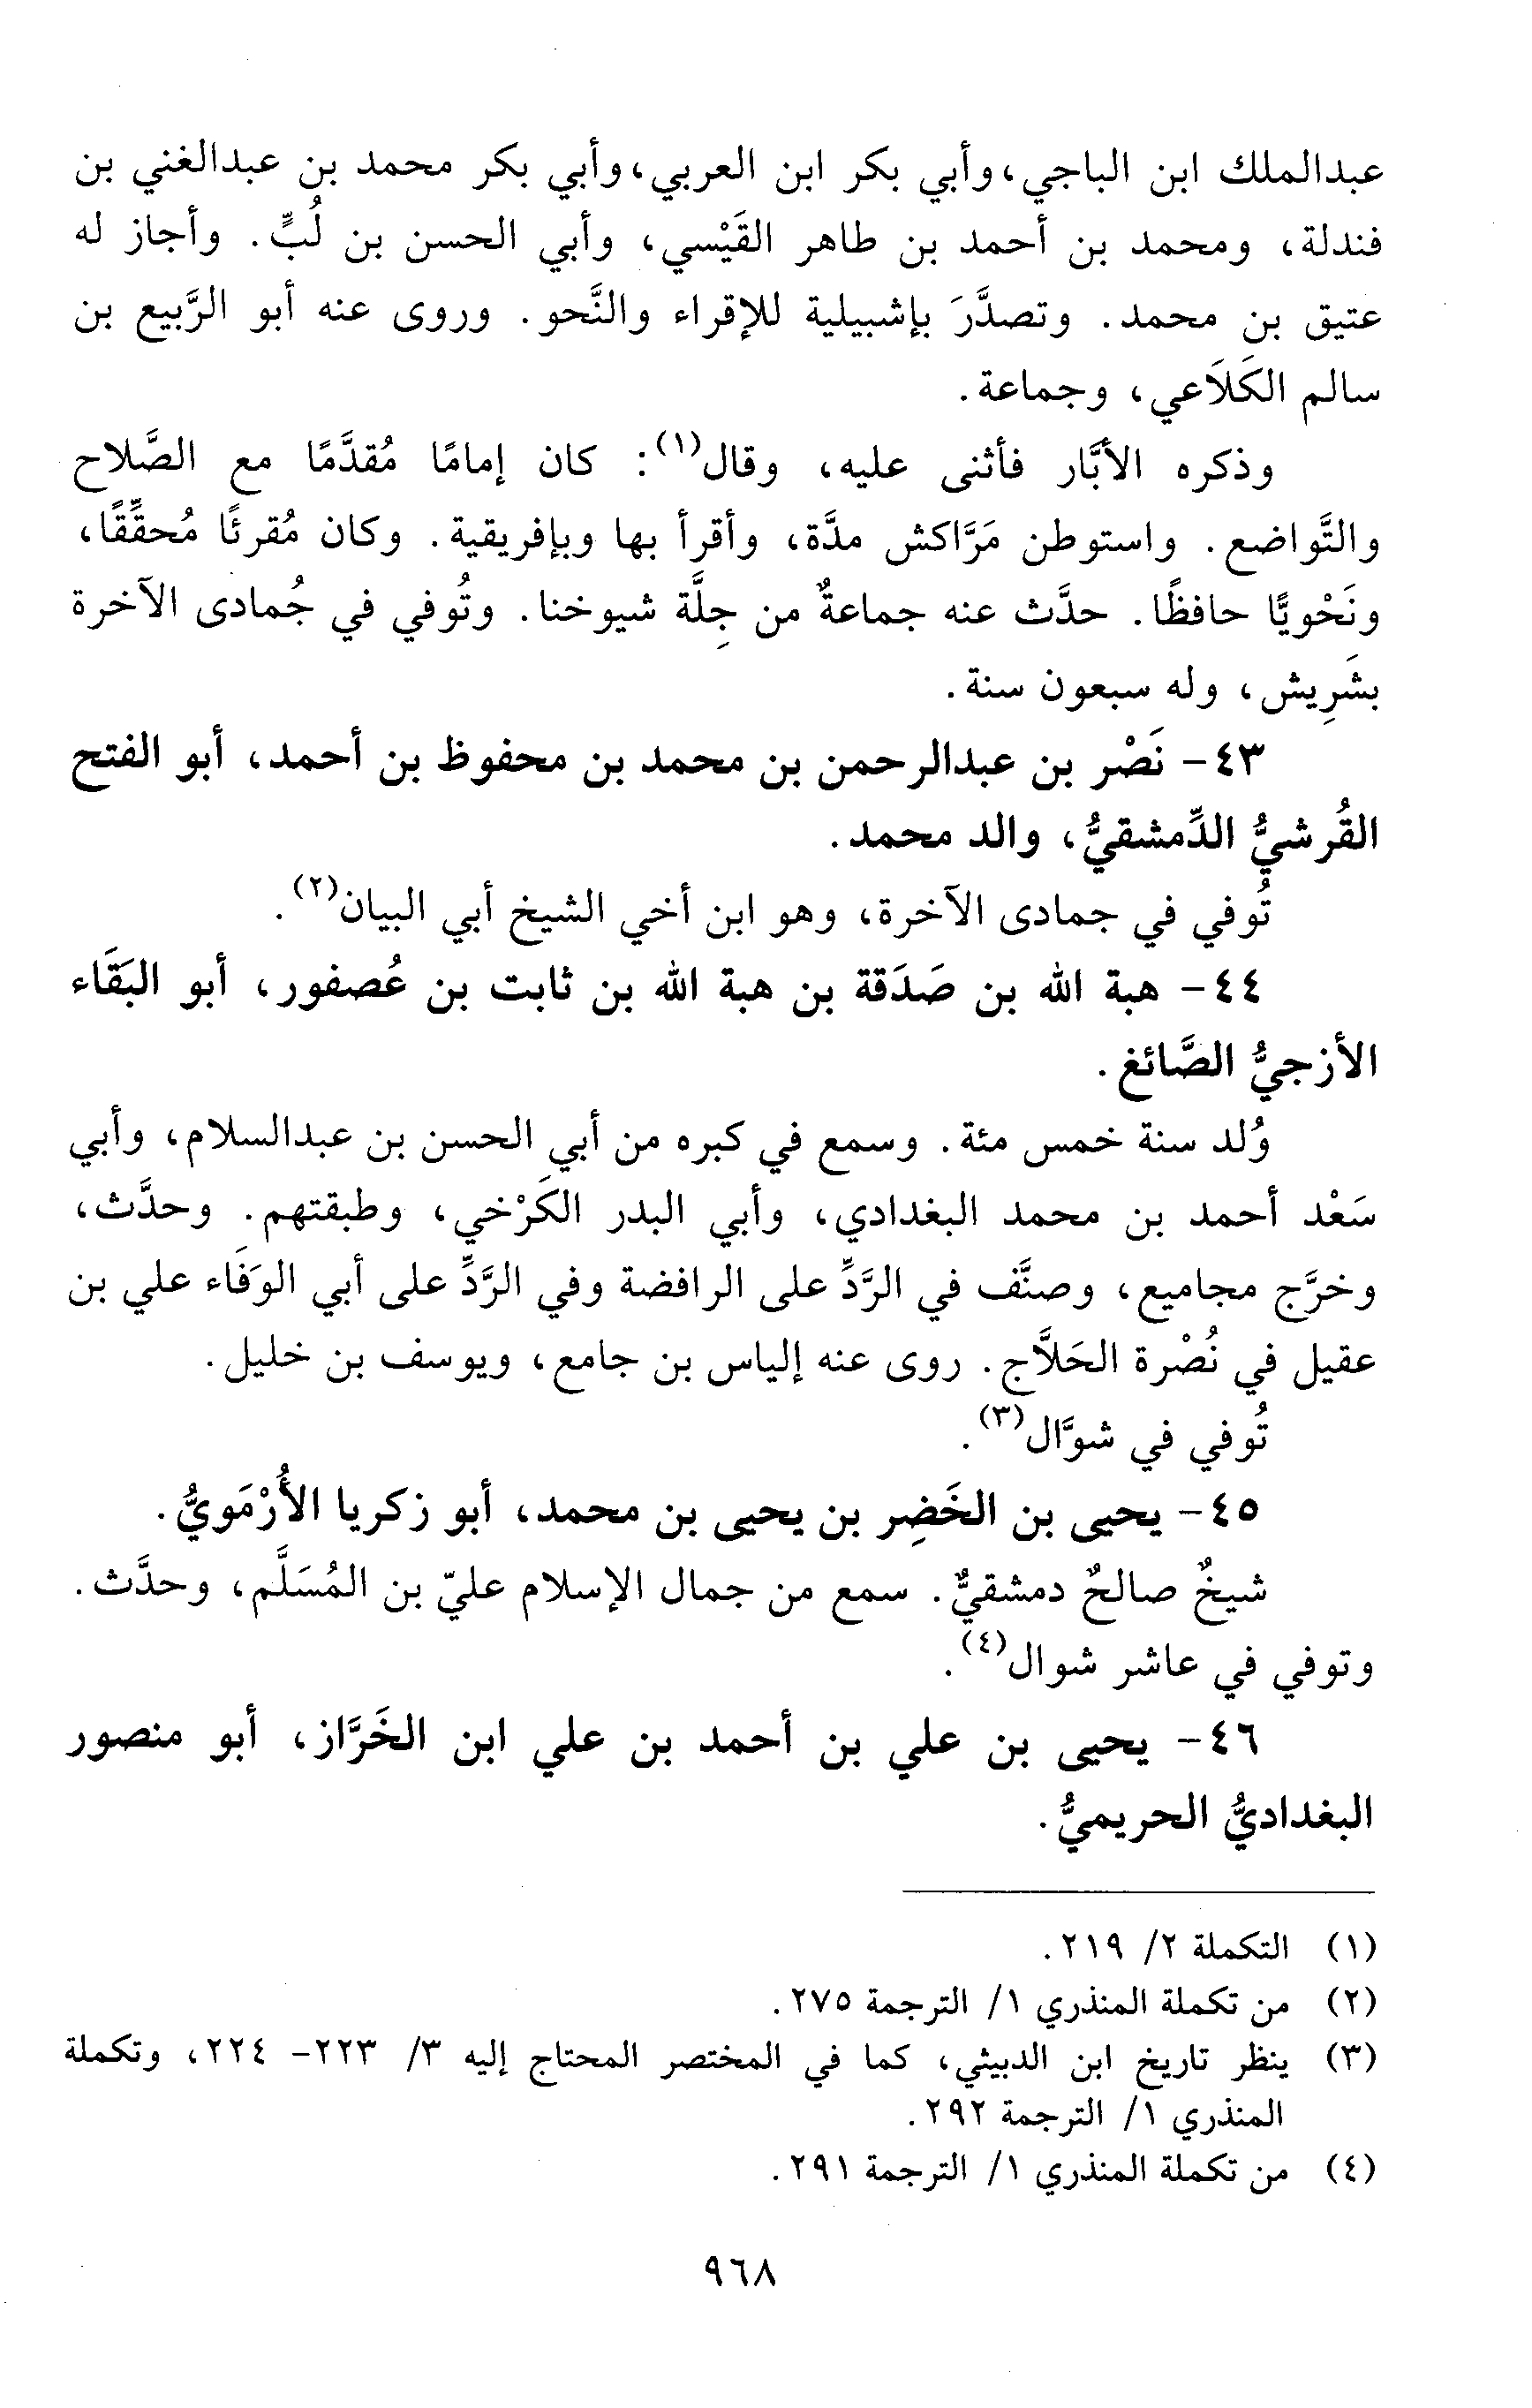 عبدالملك ابن الباجي، وأبي بكر ابن العربي، وأبي بكر محمد بن عبدالغني بن
فندلة، ومحمد بن أحمد بن طاهر القَيْسي، وأبي الحسن بن لُبٍّ. وأجاز له
عتيق بن محمد. وتصدَّرَ بإشبيلية للإقراء والنَّحو. وروى عنه أبو الرَّبيع بن
سالم الكَلَاعي، وجماعة.
وذكره الأبَّار فأثنى عليه، وقال(١): كان إمامًا مُقدَّمًا مع الصَّلاح
والتَّواضع. واستوطن مَرَّاكش مدَّة، وأقرأ بها وبإفريقية. وكان مُقرئًا مُحقِّقًا،
ونَحْويًّا حافظًا. حدَّث عنه جماعةٌ من جِلَّة شيوخنا. وتُوفي في جُمادى الآخرة
بشَرِيش، وله سبعون سنة.
٤٣- نَصْر بن عبدالرحمن بن محمد بن محفوظ بن أحمد، أبو الفتح
القُرشيُّ الدِّمشقيُّ، والد محمد.
تُوفي في جمادى الآخرة، وهو ابن أخي الشيخ أبي البيان(٢).
٤٤- هبة الله بن صَدَقة بن هبة الله بن ثابت بن عُصفور، أبو البَقَاء
الأزجيُّ الصَّائغ.
وُلد سنة خمس مئة. وسمع في كبره من أبي الحسن بن عبدالسلام، وأبي
سَعْد أحمد بن محمد البغدادي، وأبي البدر الكَرْخي، وطبقتهم. وحدَّث،
وخرَّج مجاميع، وصنَّف في الرَّدِّ على الرافضة وفي الرَّدِّ على أبي الوَفَاء علي بن
عقيل في نُصْرة الحَلاَّج. روى عنه إلياس بن جامع، ويوسف بن خليل.
تُوفي في شوَّال(٣).
٤٥- يحيى بن الخَضِر بن يحيى بن محمد، أبو زكريا الأُرْمَويُّ.
شيخٌ صالحٌ دمشقيٌّ. سمع من جمال الإسلام عليّ بن المُسَلَّم، وحدَّث.
وتوفي في عاشر شوال(٤).
٤٦- يحيى بن علي بن أحمد بن علي ابن الخَرَّاز، أبو منصور
البغداديُّ الحريميُّ.
(١) التكملة ٢/ ٢١٩.
(٢) من تكملة المنذري ١/ الترجمة ٢٧٥.
(٣) ينظر تاريخ ابن الدبيثي، كما في المختصر المحتاج إليه ٣/ ٢٢٣- ٢٢٤، وتكملة
المنذري ١/ الترجمة ٢٩٢.
(٤) من تكملة المنذري ١/ الترجمة ٢٩١.
٩٦٨